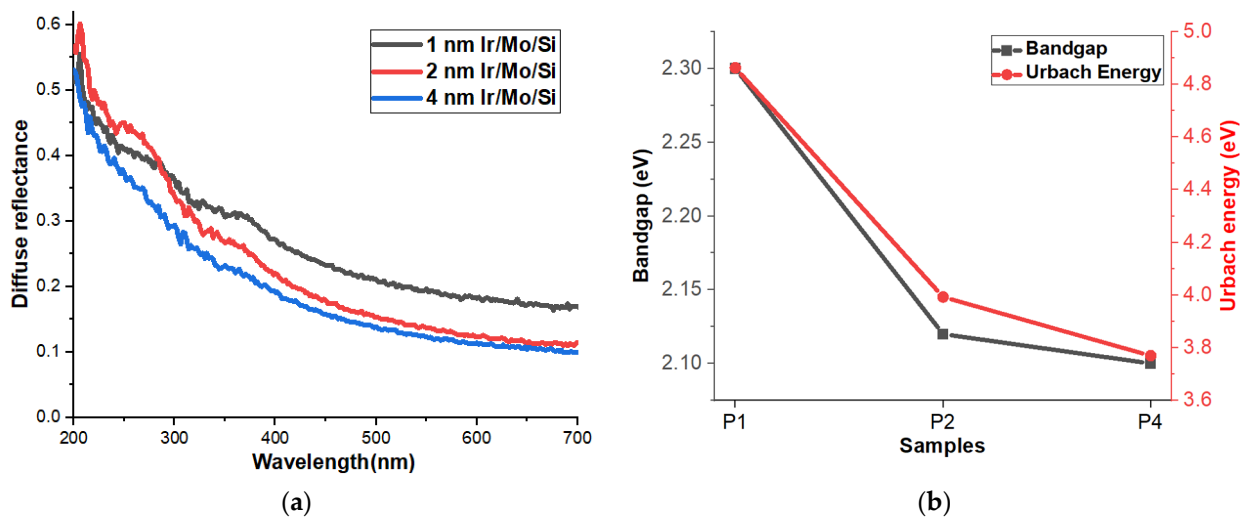 0.6
0.5
0.4
0.3
0.2
0.1
0.0
Diffuse reflectance
1 nm Ir/Mo/Si
2 nm Ir/Mo/Si
4 nm Ir/Mo/Si
200 300 400 500 600 700
Wavelength(nm)
(a)
2.30
2.25
2.20
2.15
2.10
Bandgap (eV)
Bandgap
Urbach Energy
5.0
4.8
4.6
4.4
4.2
4.0
3.8
3.6
Urbach energy (eV)
P1 P2 P4
Samples
(b)